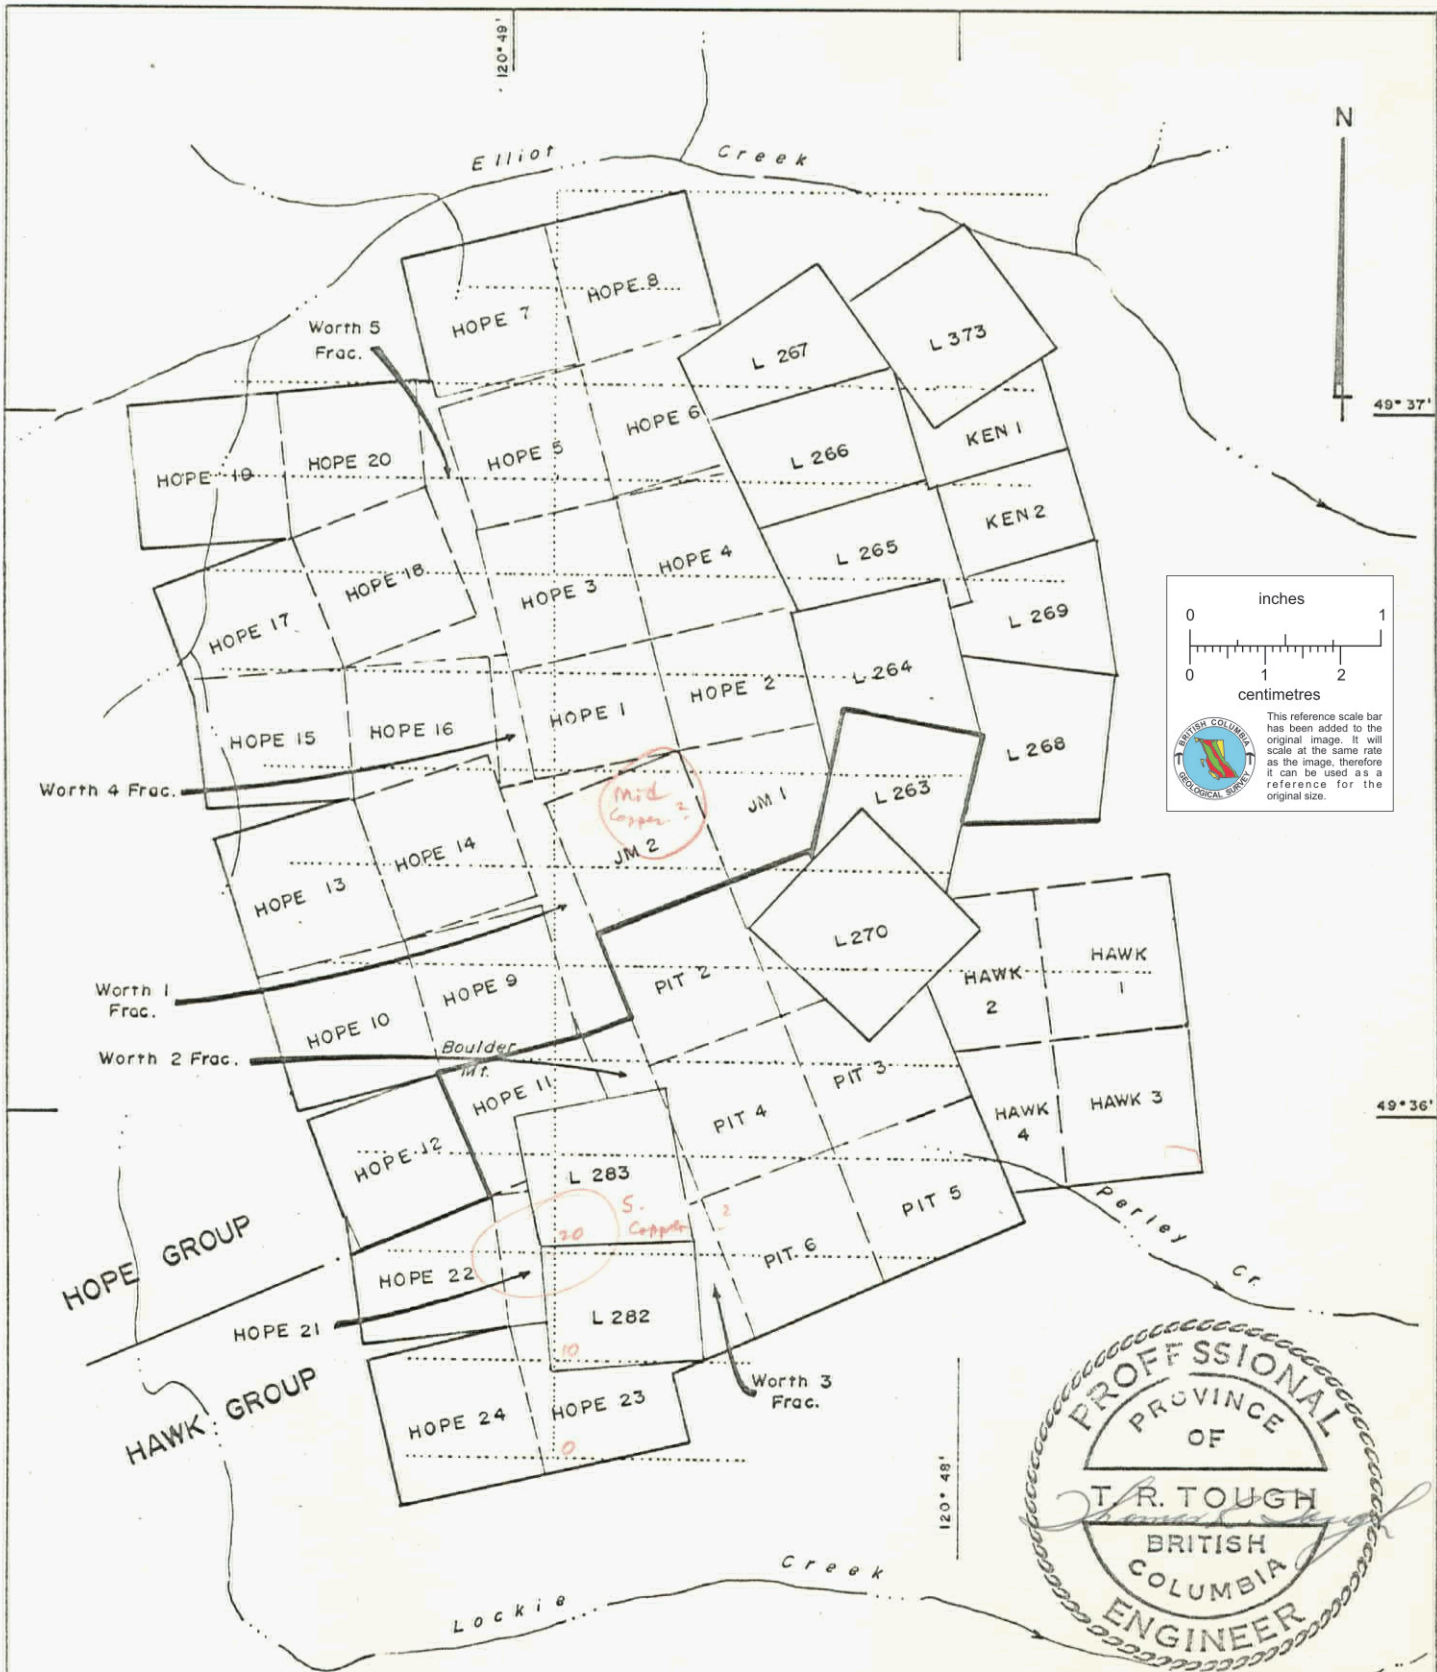 120° 49'
N
Elliot Creek
HOPE 8
HOPE 7
Worth 5
Frac.
L 267
L 373
49° 37'
HOPE 6
KEN 1
HOPE 5
L 266
HOPE 19
HOPE 20
KEN 2
L 265
HOPE 4
HOPE 3
HOPE 18
HOPE 17
L 269
inches
0 1
0 1 2
centimetres
BRITISH COLUMBIA
GEOLOGICAL SURVEY
This reference scale bar
has been added to the
original image. It will
scale at the same rate
as the image, therefore
it can be used as a
reference for the
original size.
L 264
HOPE 2
HOPE 1
HOPE 16
HOPE 15
L 268
Worth 4 Frac.
L 263
JM 1
Mid
Copper ?
JM 2
HOPE 14
HOPE 13
L 270
HAWK
1
HAWK
2
PIT 2
HOPE 9
Worth 1
Frac.
HOPE 10
Worth 2 Frac.
Boulder
Mt.
HOPE 11
PIT 3
PIT 4
HAWK 3
HAWK
4
49° 36'
HOPE 12
L 283
S.
Copper ?
20
PIT 5
Perley Cr.
PIT 6
HOPE GROUP
HOPE 22
HOPE 21
L 282
10
HAWK GROUP
Worth 3
Frac.
HOPE 23
HOPE 24
0
120° 48'
PROFESSIONAL
PROVINCE
OF
T. R. TOUGH
BRITISH
COLUMBIA
ENGINEER
Lockie Creek